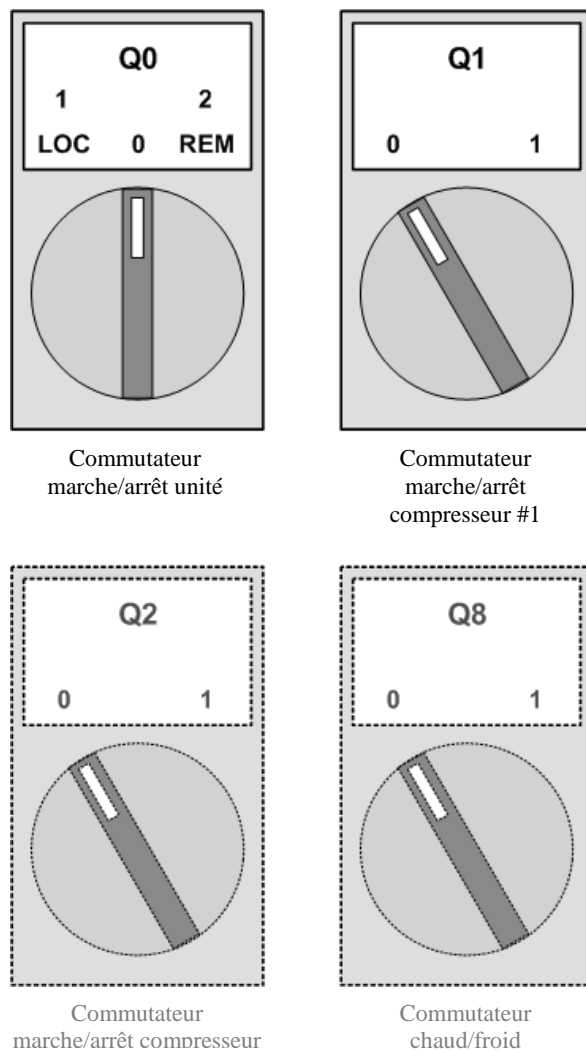 Q0
1 2
LOC 0 REM
Commutateur
marche/arrêt unité
Q1
0 1
Commutateur
marche/arrêt
compresseur #1
Q2
0 1
Commutateur
marche/arrêt compresseur
Q8
0 1
Commutateur
chaud/froid